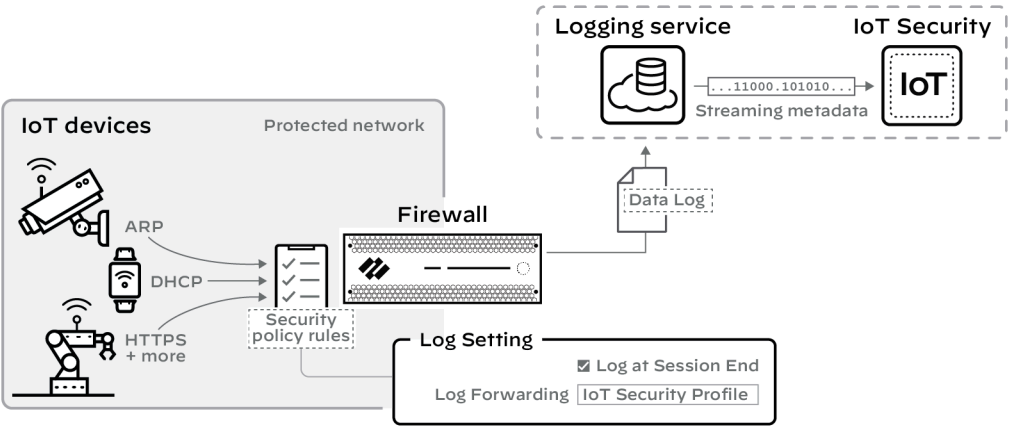 Logging service
IoT Security
...11000.101010...
IoT
Streaming metadata
IoT devices
Protected network
Data Log
Firewall
ARP
DHCP
HTTPS
+ more
Security
policy rules
Log Setting
Log at Session End
Log Forwarding IoT Security Profile